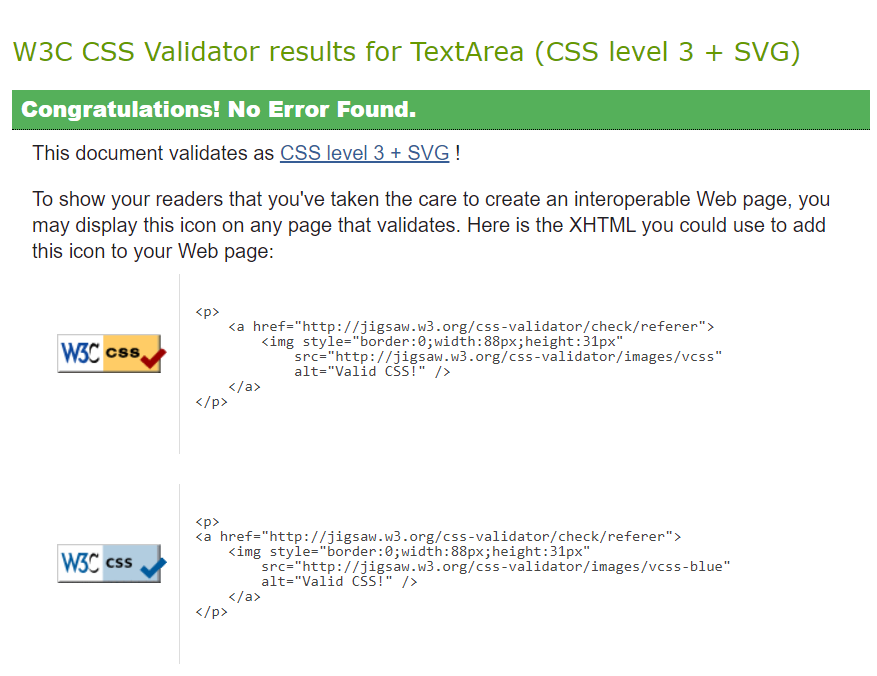 W3C CSS Validator results for TextArea (CSS level 3 + SVG)
Congratulations! No Error Found.
This document validates as CSS level 3 + SVG !
To show your readers that you've taken the care to create an interoperable Web page, you
may display this icon on any page that validates. Here is the XHTML you could use to add
this icon to your Web page:
W3C css
<p>
<a href="http://jigsaw.w3.org/css-validator/check/referer">
<img style="border:0;width:88px;height:31px"
src="http://jigsaw.w3.org/css-validator/images/vcss"
alt="Valid CSS!" />
</a>
</p>
W3C css
<p>
<a href="http://jigsaw.w3.org/css-validator/check/referer">
<img style="border:0;width:88px;height:31px"
src="http://jigsaw.w3.org/css-validator/images/vcss-blue"
alt="Valid CSS!" />
</a>
</p>